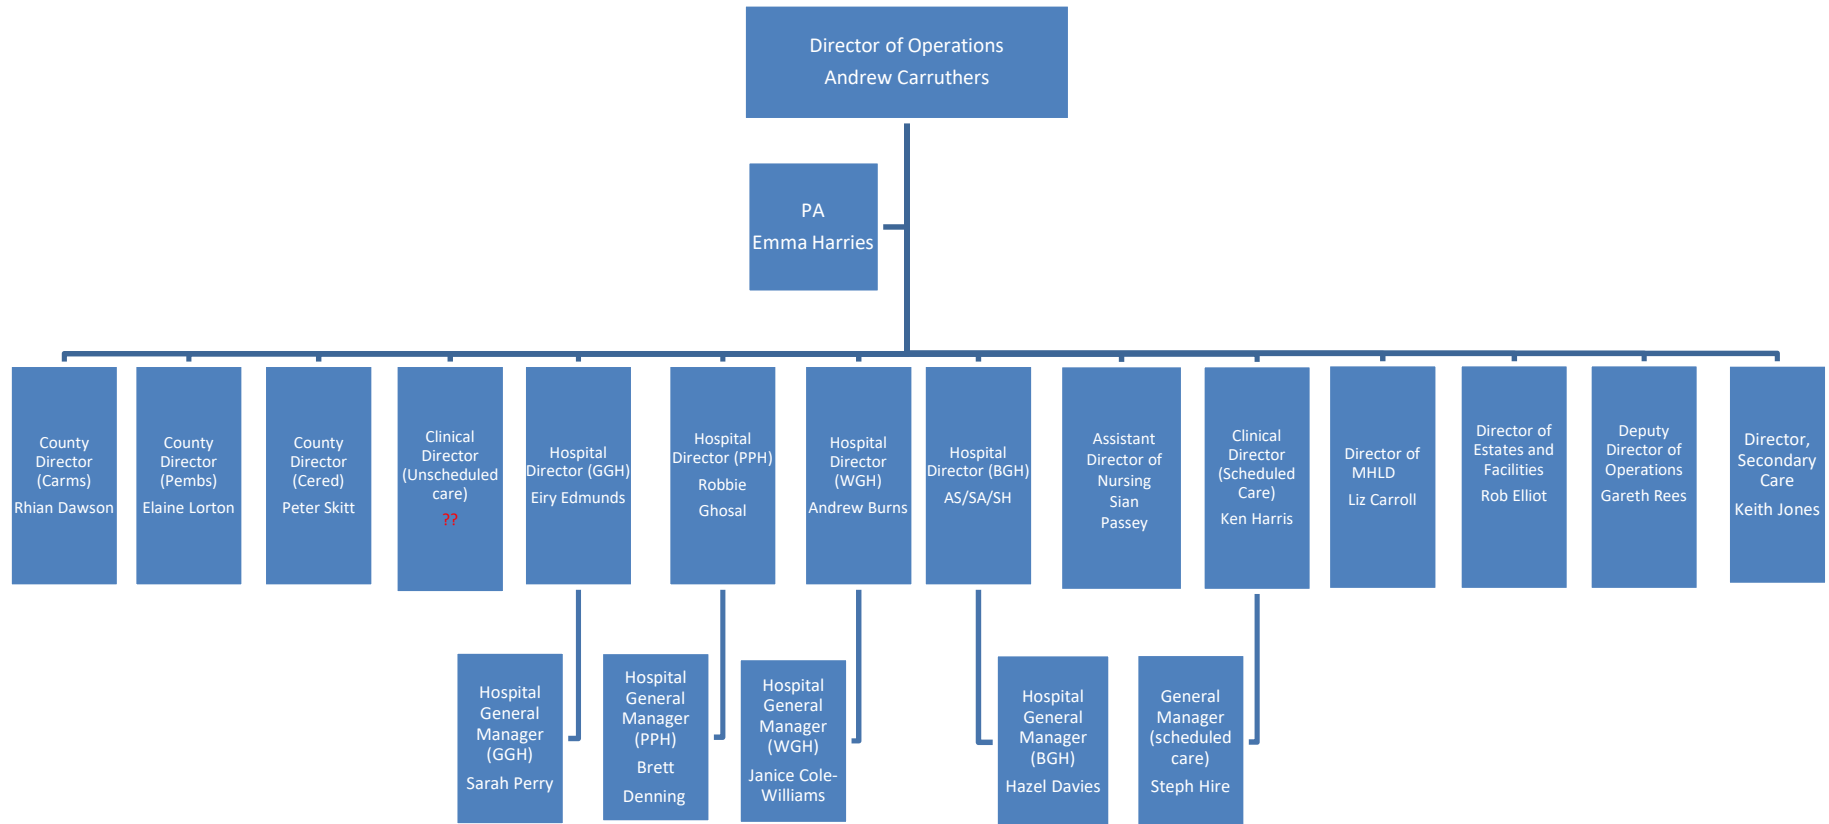 Director of Operations
Andrew Carruthers
PA
Emma Harries
County
Director
(Carms)
Rhian Dawson
County
Director
(Pembs)
Elaine Lorton
County
Director
(Cered)
Peter Skitt
Clinical
Director
(Unscheduled
care)
??
Hospital
Director (GGH)
Eiry Edmunds
Hospital
Director (PPH)
Robbie
Ghosal
Hospital
Director
(WGH)
Andrew Burns
Hospital
Director (BGH)
AS/SA/SH
Assistant
Director of
Nursing
Sian
Passey
Clinical
Director
(Scheduled
Care)
Ken Harris
Director of
MHLD
Liz Carroll
Director of
Estates and
Facilities
Rob Elliot
Deputy
Director of
Operations
Gareth Rees
Director,
Secondary
Care
Keith Jones
Hospital
General
Manager
(GGH)
Sarah Perry
Hospital
General
Manager
(PPH)
Brett
Denning
Hospital
General
Manager
(WGH)
Janice Cole-
Williams
Hospital
General
Manager
(BGH)
Hazel Davies
General
Manager
(scheduled
care)
Steph Hire